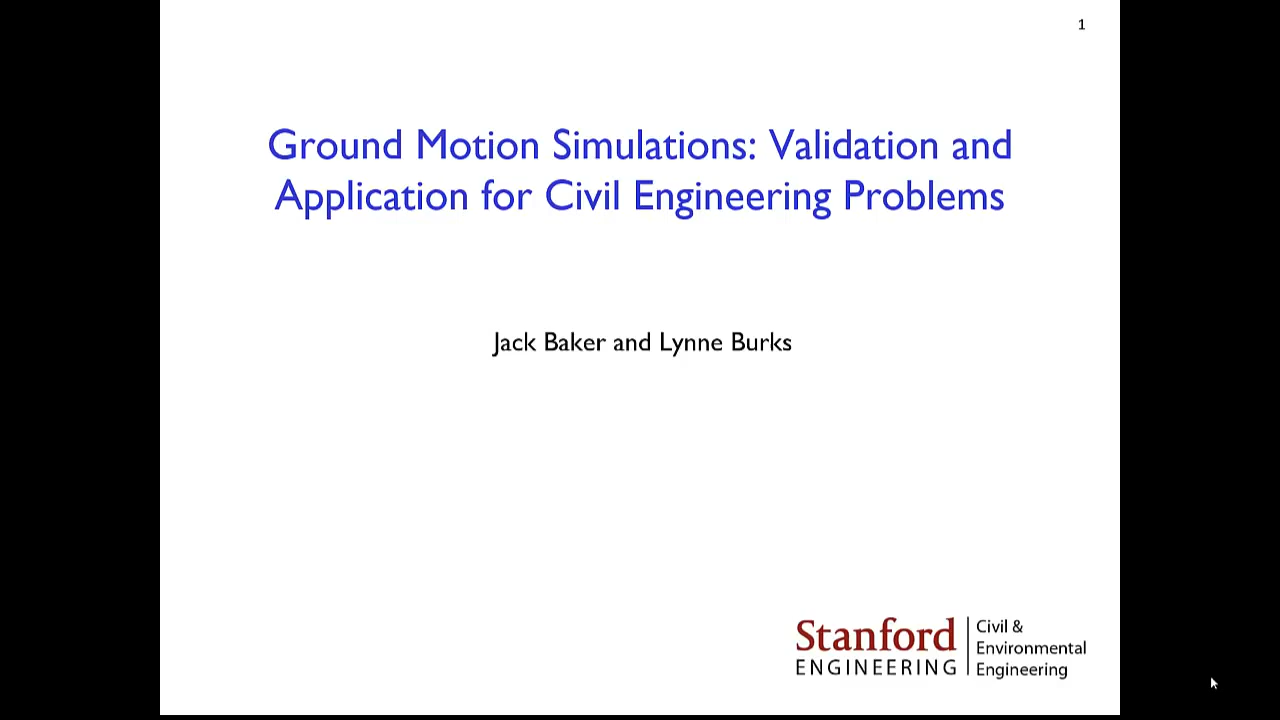 1
Ground Motion Simulations: Validation and
Application for Civil Engineering Problems
Jack Baker and Lynne Burks
Stanford
ENGINEERING
Civil &
Environmental
Engineering